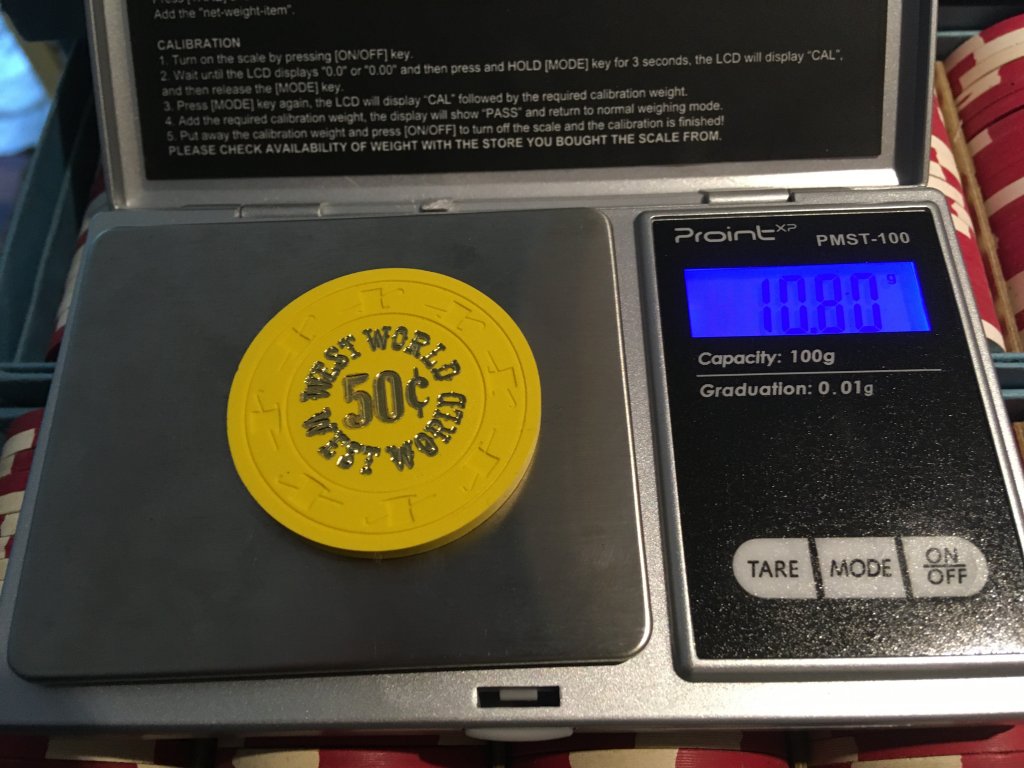 Add the "net-weight-item".
CALIBRATION
1. Turn on the scale by pressing [ON/OFF] key.
2. Wait until the LCD displays "0.0" or "0.00" and then press and HOLD [MODE] key for 3 seconds, the LCD will display "CAL",
and then release the [MODE] key.
3. Press [MODE] key again, the LCD will display "CAL" followed by the required calibration weight.
4. Add the required calibration weight, the display will show "PASS" and return to normal weighing mode.
5. Put away the calibration weight and press [ON/OFF] to turn off the scale and the calibration is finished!
PLEASE CHECK AVAILABILITY OF WEIGHT WITH THE STORE YOU BOUGHT THE SCALE FROM.
Proint XP PMST-100
10.80 g
Capacity: 100g
Graduation: 0.01g
TARE MODE ON/OFF
WEST WORLD
50¢
WEST WORLD